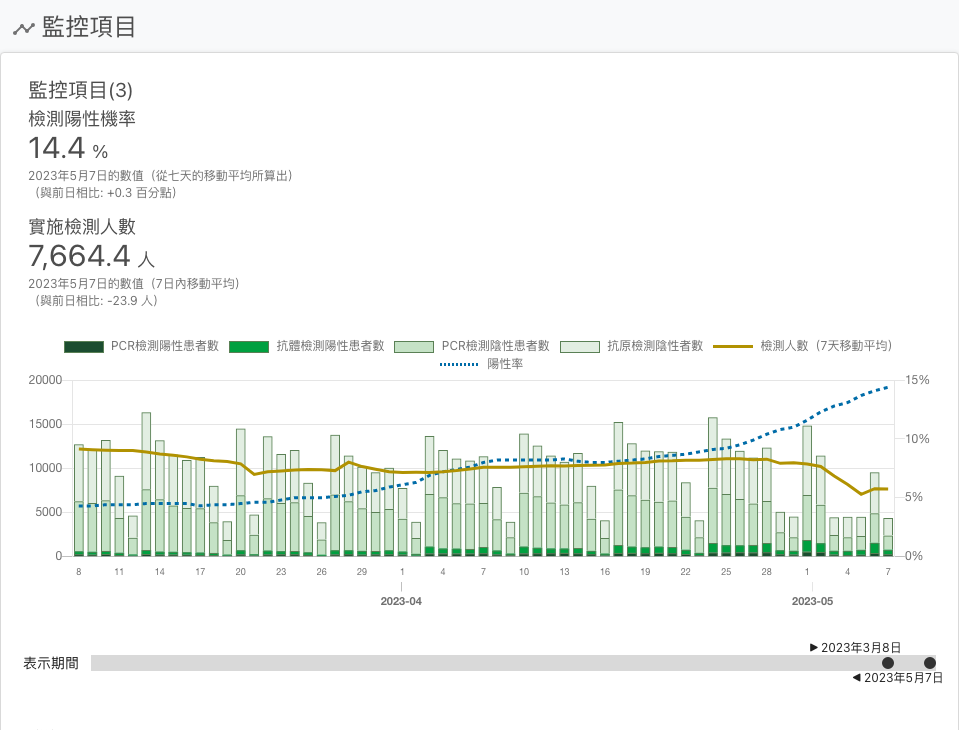 監控項目
監控項目(3)
檢測陽性機率
14.4 %
2023年5月7日的數值（從七天的移動平均所算出）
（與前日相比: +0.3 百分點）
實施檢測人數
7,664.4 人
2023年5月7日的數值（7日內移動平均）
（與前日相比: -23.9 人）
PCR檢測陽性患者數 抗體檢測陽性患者數 PCR檢測陰性患者數 抗原檢測陰性者數 檢測人數（7天移動平均）
陽性率
20000 15%
15000
10% 
10000
5000 5%
0 0%
8 11 14 17 20 23 26 29 1 4 7 10 13 16 19 22 25 28 1 4 7
2023-04 2023-05
2023年3月8日
表示期間
2023年5月7日